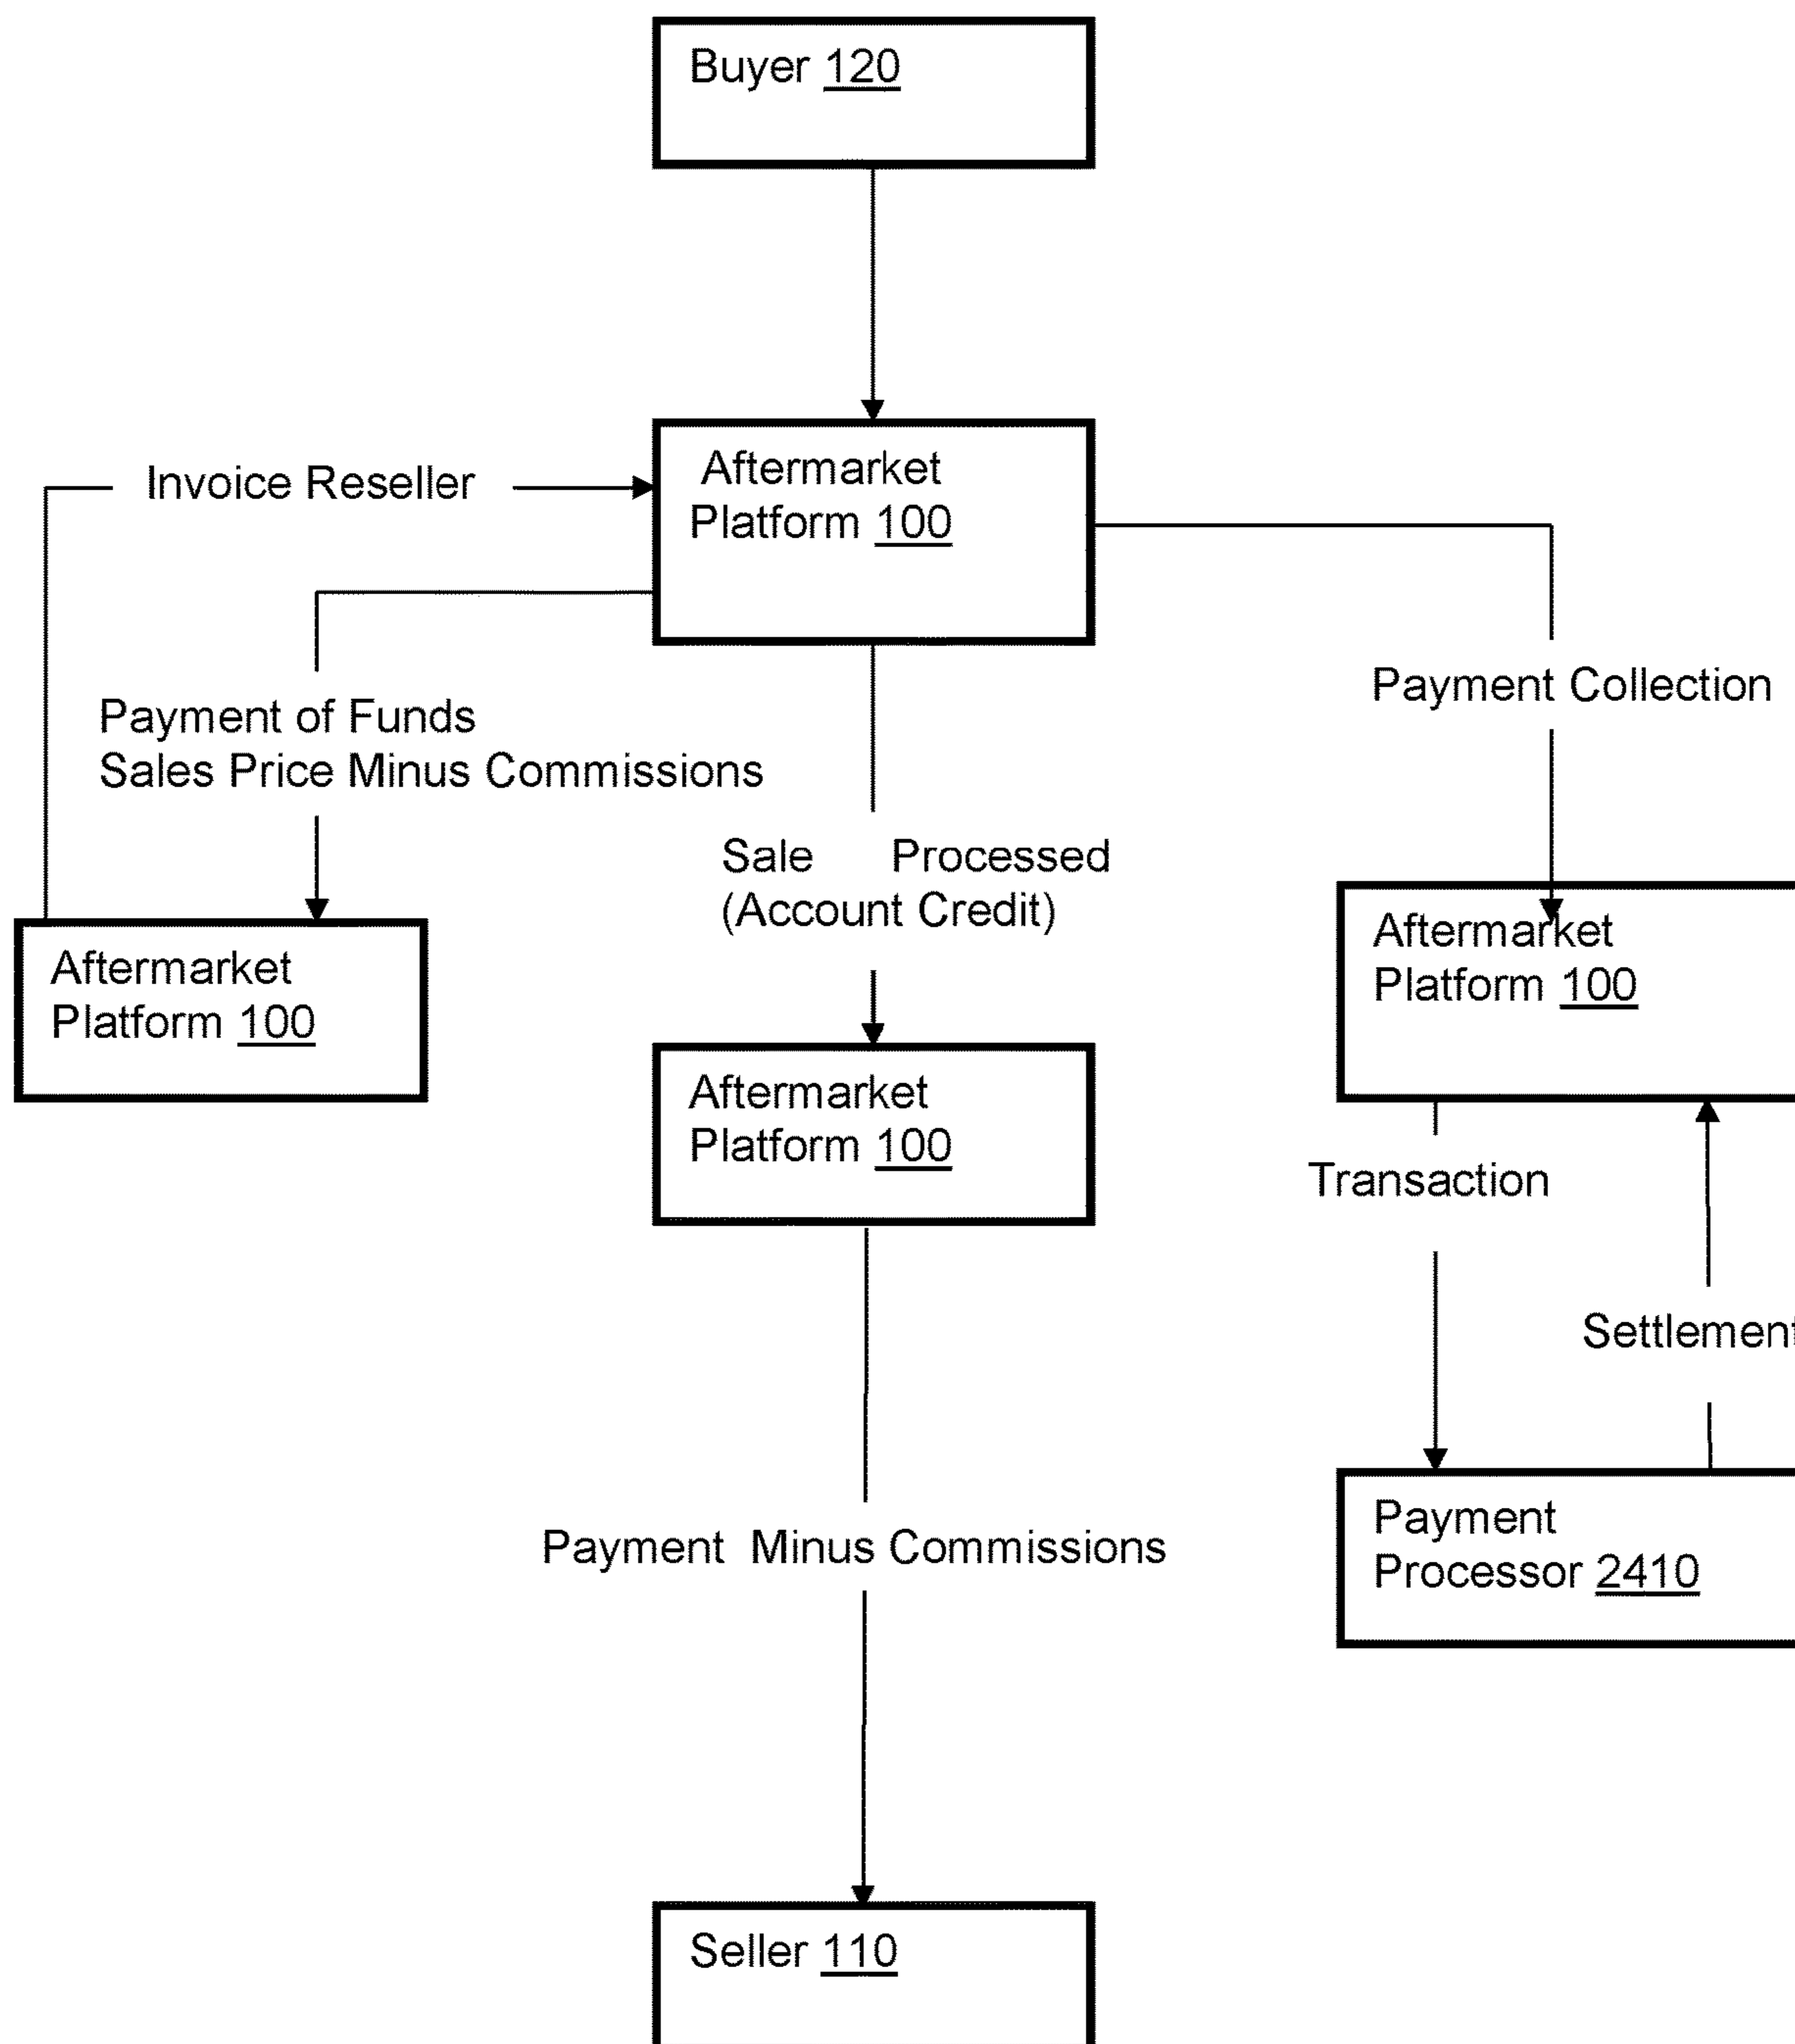 Buyer 120
Aftermarket
Platform 100
Invoice Reseller
Payment of Funds
Sales Price Minus Commissions
Payment Collection
Sale Processed
(Account Credit)
Aftermarket
Platform 100
Aftermarket
Platform 100
Aftermarket
Platform 100
Transaction
Settlement
Payment Minus Commissions
Payment
Processor 2410
Seller 110